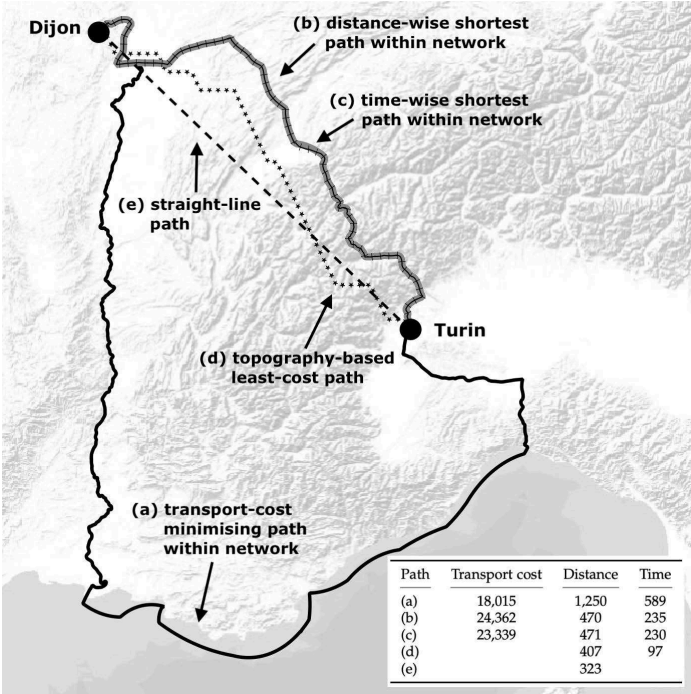 Dijon
(b) distance-wise shortest
path within network
(c) time-wise shortest
path within network
(e) straight-line
path
Turin
(d) topography-based
least-cost path
(a) transport-cost
minimising path
within network
Path Transport cost Distance Time
(a) 18,015 1,250 589
(b) 24,362 470 235
(c) 23,339 471 230
(d) 407 97
(e) 323